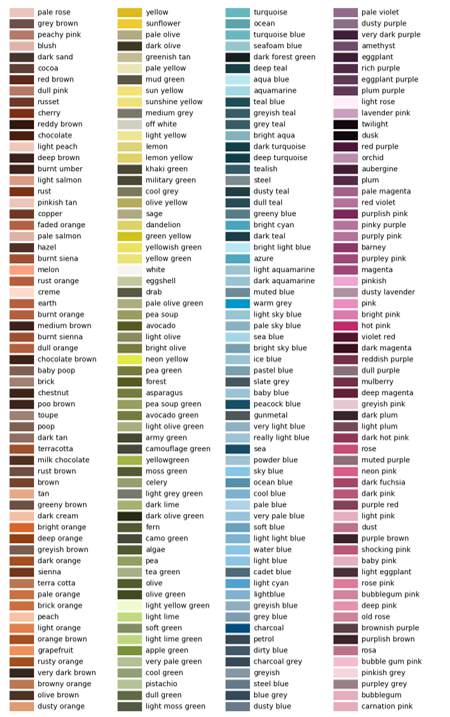 pale rose
grey brown
peachy pink
blush
dark sand
cocoa
red brown
dull pink
russet
cherry
reddy brown
chocolate
light peach
deep brown
burnt umber
light salmon
rust
pinkish tan
copper
faded orange
pale salmon
hazel
burnt siena
melon
rust orange
creme
earth
burnt orange
medium brown
burnt sienna
dull orange
chocolate brown
baby poop
brick
chestnut
poo brown
toupe
poop
dark tan
terracotta
milk chocolate
rust brown
brown
tan
greeny brown
dark cream
bright orange
deep orange
greyish brown
dark orange
sienna
terra cotta
pale orange
brick orange
peach
light orange
orange brown
grapefruit
rusty orange
very dark brown
browny orange
olive brown
dusty orange
yellow
sunflower
pale olive
dark olive
greenish tan
pale yellow
mud green
sun yellow
sunshine yellow
medium grey
off white
light yellow
lemon
lemon yellow
khaki green
military green
cool grey
olive yellow
sage
dandelion
green yellow
yellowish green
yellow green
white
eggshell
drab
pale olive green
pea soup
avocado
light olive
bright olive
neon yellow
pea green
forest
asparagus
pea soup green
avocado green
light olive green
army green
camouflage green
yellowgreen
moss green
celery
light grey green
dark lime
dark olive green
fern
camo green
algae
pea
tea green
olive
olive green
light yellow green
light lime
soft green
light lime green
apple green
very pale green
cool green
pistachio
dull green
light moss green
turquoise
ocean
turquoise blue
seafoam blue
dark forest green
deep teal
aqua blue
aquamarine
teal blue
greyish teal
grey teal
bright aqua
dark turquoise
deep turquoise
tealish
steel
dusty teal
dull teal
greeny blue
bright cyan
dark teal
bright light blue
azure
light aquamarine
dark aquamarine
muted blue
warm grey
light sky blue
pale sky blue
sea blue
bright sky blue
ice blue
pastel blue
slate grey
baby blue
peacock blue
gunmetal
very light blue
really light blue
sea
powder blue
sky blue
ocean blue
cool blue
pale blue
very pale blue
soft blue
light light blue
water blue
light blue
cadet blue
light cyan
lightblue
greyish blue
grey blue
charcoal
petrol
dirty blue
charcoal grey
greyish
steel blue
blue grey
dusty blue
pale violet
dusty purple
very dark purple
amethyst
eggplant
rich purple
eggplant purple
plum purple
light rose
lavender pink
twilight
dusk
red purple
orchid
aubergine
plum
pale magenta
red violet
purplish pink
pinky purple
purply pink
barney
purpley pink
magenta
pinkish
dusty lavender
pink
bright pink
hot pink
violet red
dark magenta
reddish purple
dull purple
mulberry
deep magenta
greyish pink
dark plum
light plum
dark hot pink
rose
muted purple
neon pink
dark fuchsia
dark pink
purple red
light pink
dust
purple brown
shocking pink
baby pink
light eggplant
rose pink
bubblegum pink
deep pink
old rose
brownish purple
purplish brown
rosa
bubble gum pink
pinkish grey
purpley grey
bubblegum
carnation pink